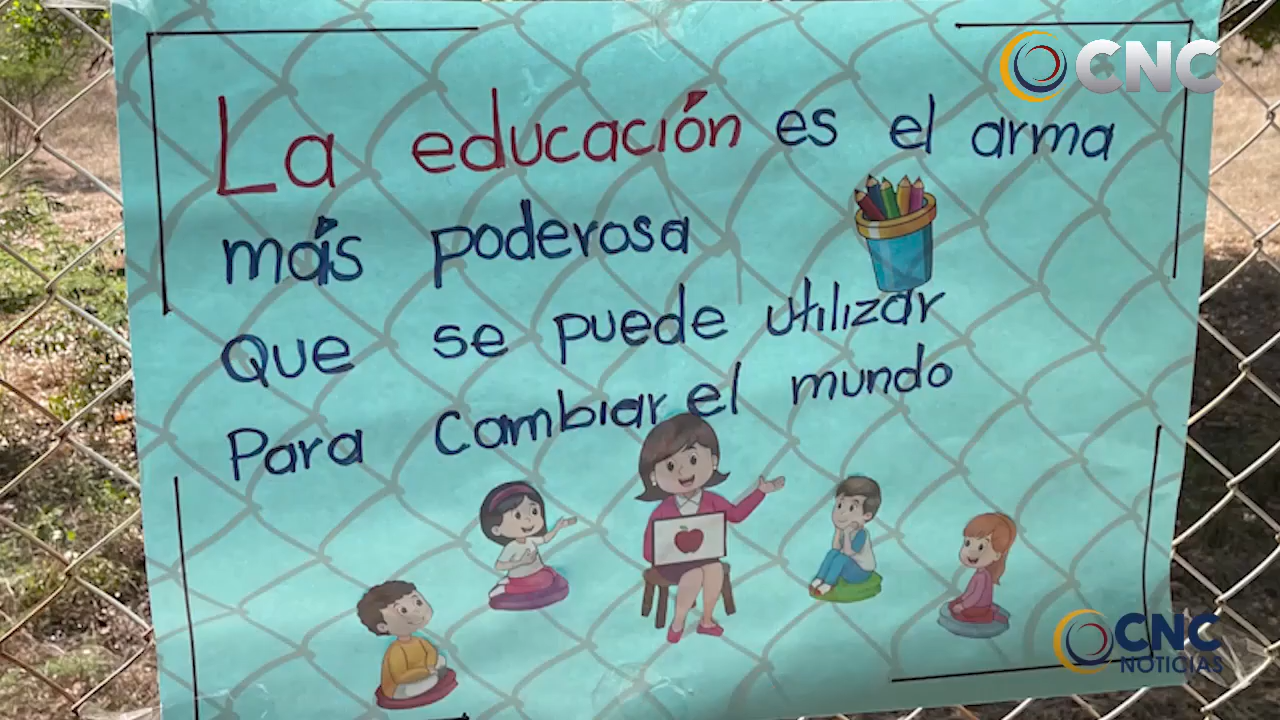 CNC
La educación es el arma
más poderosa
Que se puede utilizar
Para cambiar el mundo
CNC
NOTICIAS